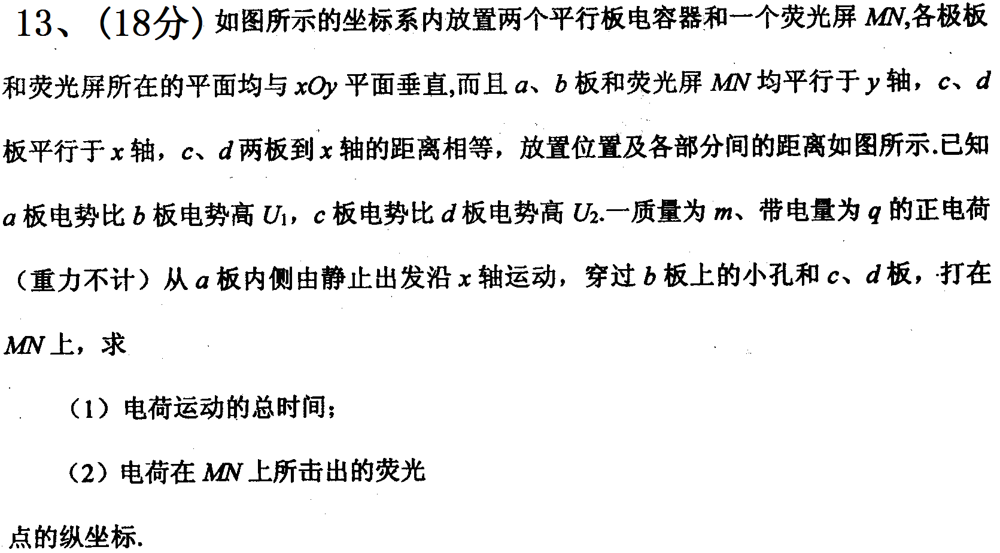 13、(18分) 如图所示的坐标系内放置两个平行板电容器和一个荧光屏 MN,各极板
和荧光屏所在的平面均与 xOy 平面垂直,而且 a、b 板和荧光屏 MN 均平行于 y 轴，c、d
板平行于 x 轴，c、d 两板到 x 轴的距离相等，放置位置及各部分间的距离如图所示.已知
a 板电势比 b 板电势高 U₁，c 板电势比 d 板电势高 U₂.一质量为 m、带电量为 q 的正电荷
（重力不计）从 a 板内侧由静止出发沿 x 轴运动，穿过 b 板上的小孔和 c、d 板，打在
MN 上，求
（1）电荷运动的总时间；
（2）电荷在 MN 上所击出的荧光
点的纵坐标.